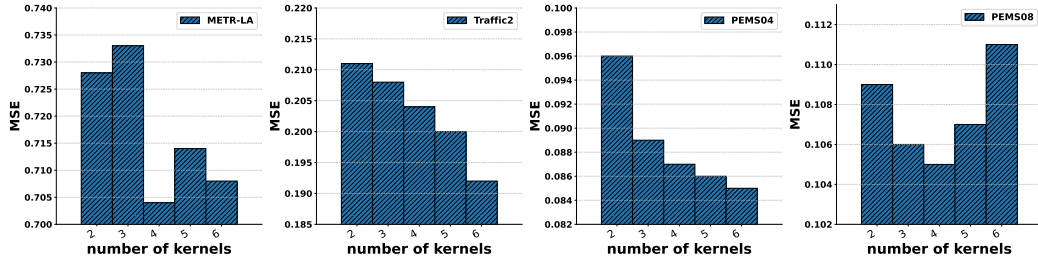 METR-LA
MSE
0.740
0.735
0.730
0.725
0.720
0.715
0.710
0.705
0.700
2 3 4 5 6
number of kernels
Traffic2
MSE
0.220
0.215
0.210
0.205
0.200
0.195
0.190
0.185
2 3 4 5 6
number of kernels
PEMS04
MSE
0.100
0.098
0.096
0.094
0.092
0.090
0.088
0.086
0.084
0.082
2 3 4 5 6
number of kernels
PEMS08
MSE
0.112
0.110
0.108
0.106
0.104
0.102
2 3 4 5 6
number of kernels